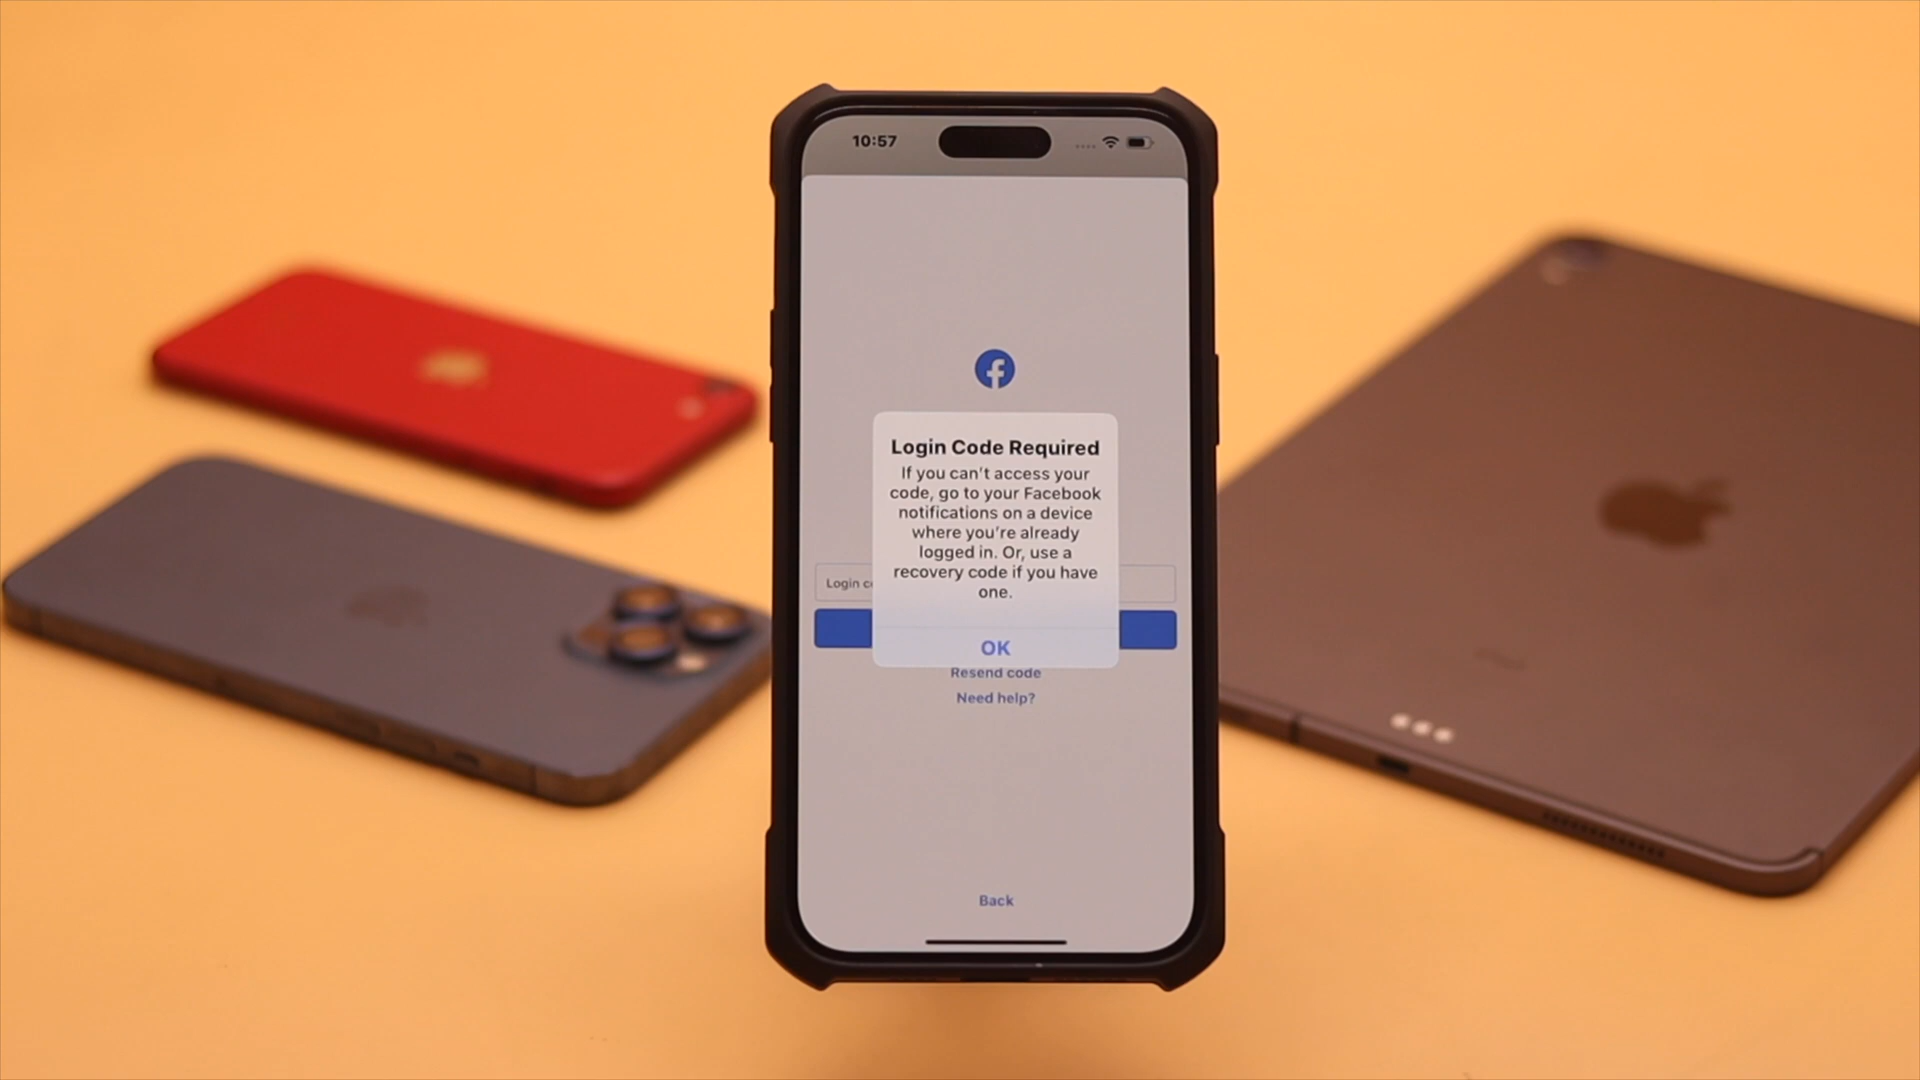 10:57
Login Code Required
If you can't access your
code, go to your Facebook
notifications on a device
where you're already
logged in. Or, use a
recovery code if you have
one.
Login
OK
Resend code
Need help?
Back